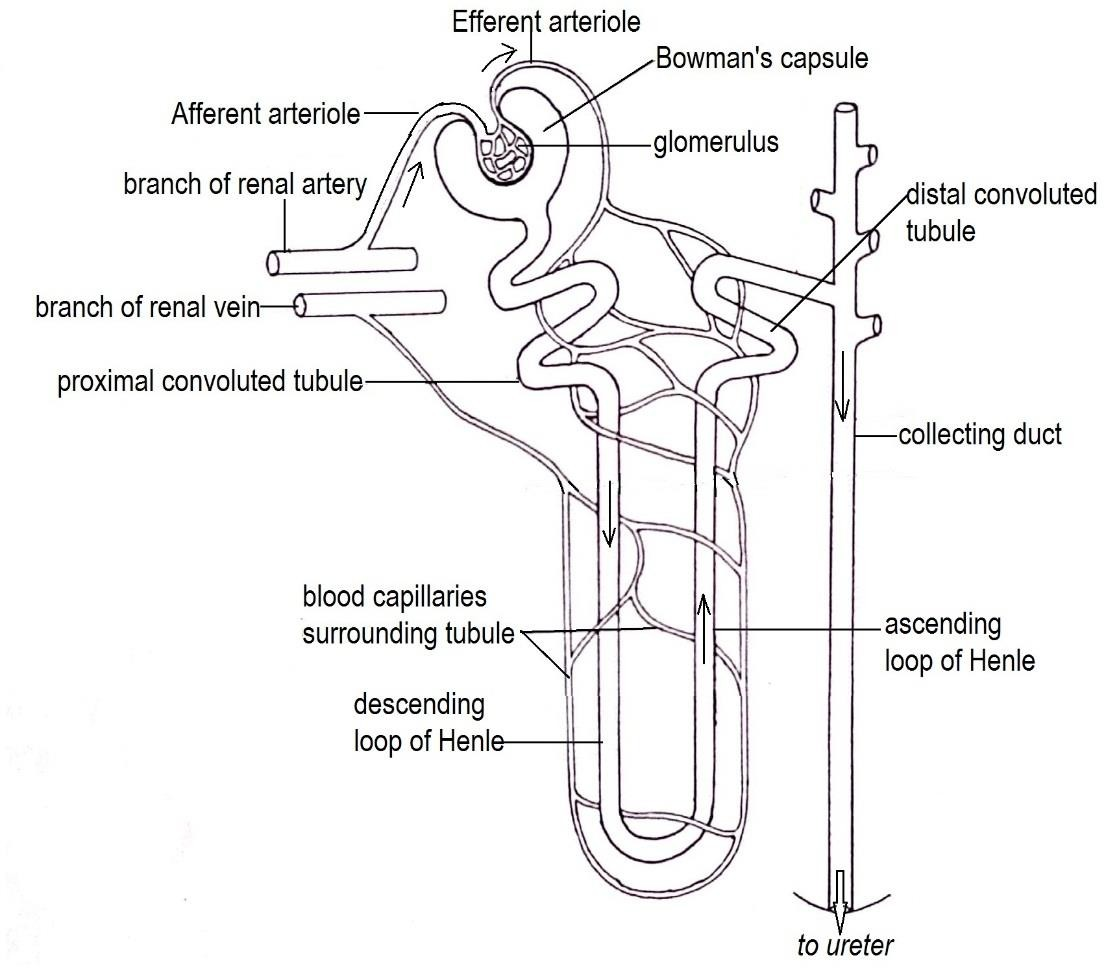 Efferent arteriole
Bowman's capsule
Afferent arteriole
glomerulus
branch of renal artery
distal convoluted
tubule
branch of renal vein
proximal convoluted tubule
collecting duct
blood capillaries
surrounding tubule
ascending
loop of Henle
descending
loop of Henle
to ureter